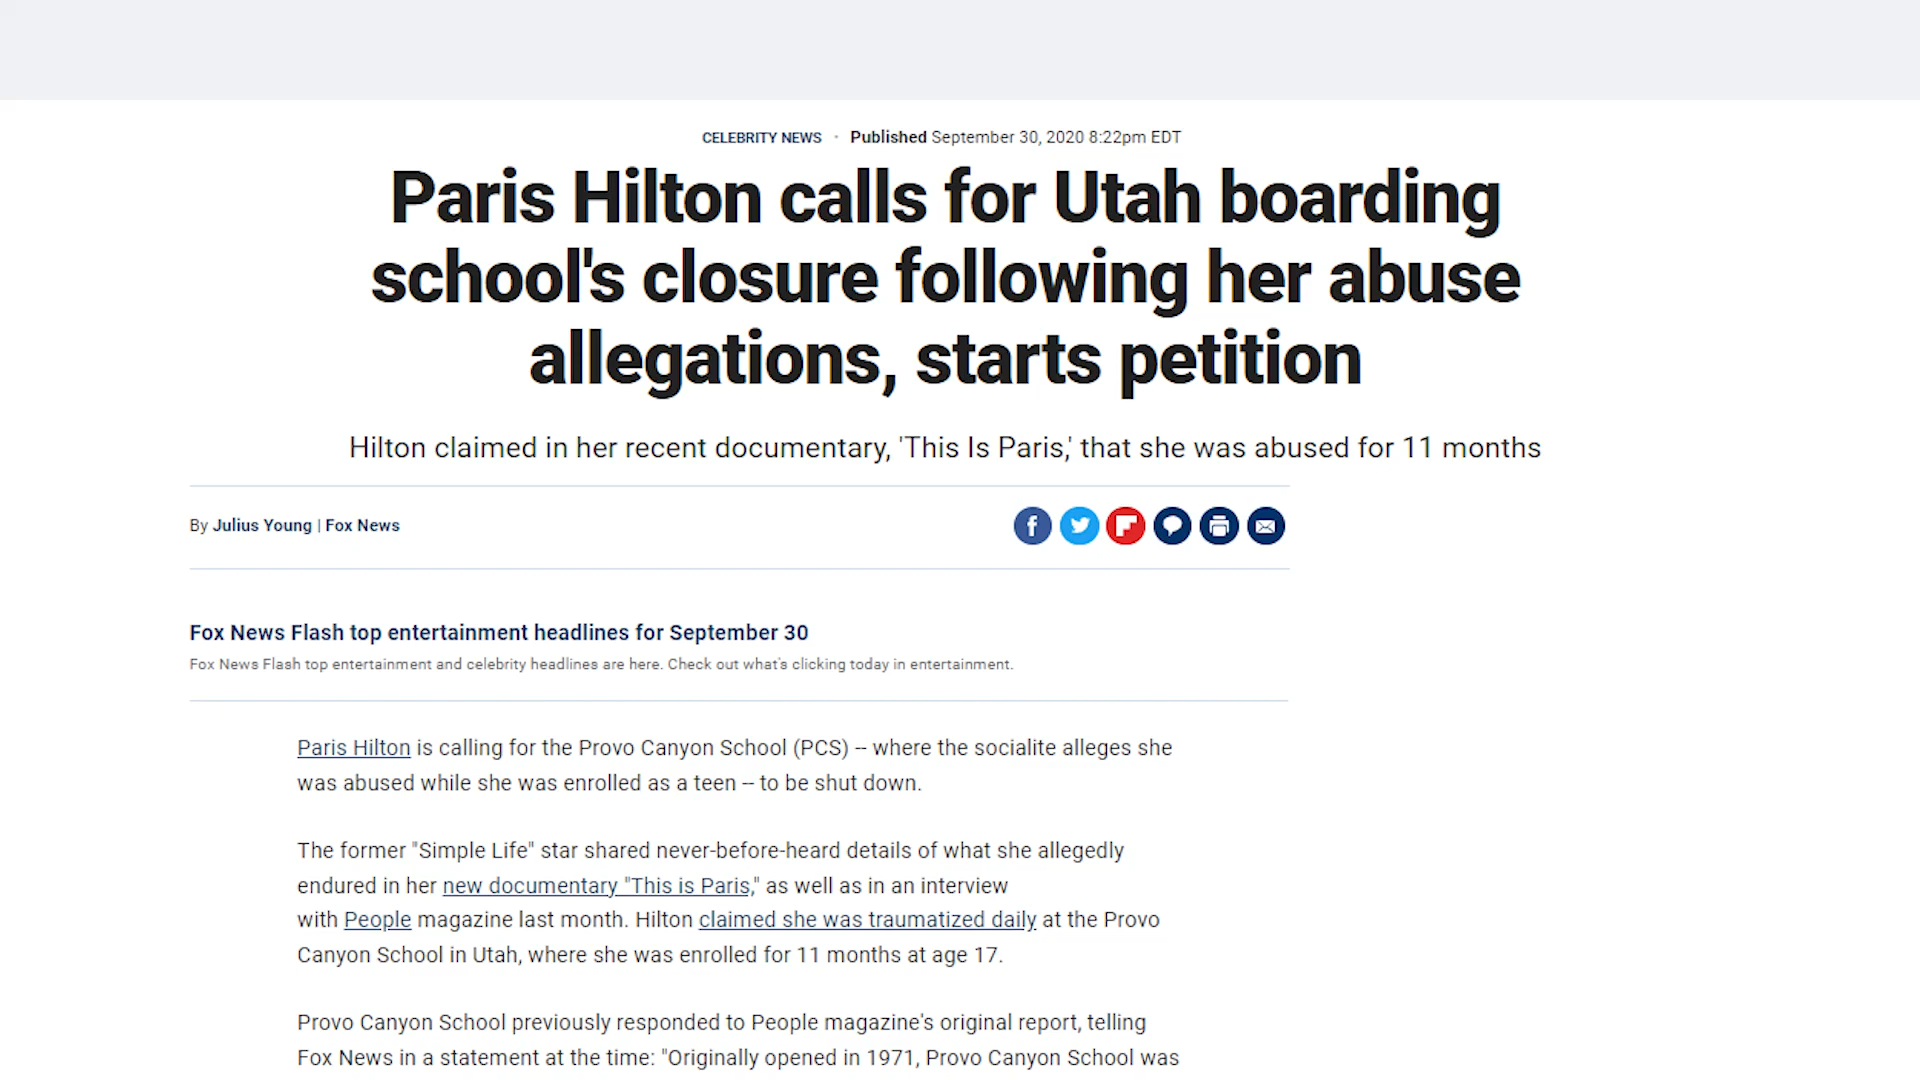 CELEBRITY NEWS · Published September 30, 2020 8:22pm EDT
Paris Hilton calls for Utah boarding
school's closure following her abuse
allegations, starts petition
Hilton claimed in her recent documentary, 'This Is Paris,' that she was abused for 11 months
By Julius Young | Fox News
Fox News Flash top entertainment headlines for September 30
Fox News Flash top entertainment and celebrity headlines are here. Check out what's clicking today in entertainment.
Paris Hilton is calling for the Provo Canyon School (PCS) -- where the socialite alleges she
was abused while she was enrolled as a teen -- to be shut down.
The former "Simple Life" star shared never-before-heard details of what she allegedly
endured in her new documentary "This is Paris," as well as in an interview
with People magazine last month. Hilton claimed she was traumatized daily at the Provo
Canyon School in Utah, where she was enrolled for 11 months at age 17.
Provo Canyon School previously responded to People magazine's original report, telling
Fox News in a statement at the time: "Originally opened in 1971, Provo Canyon School was